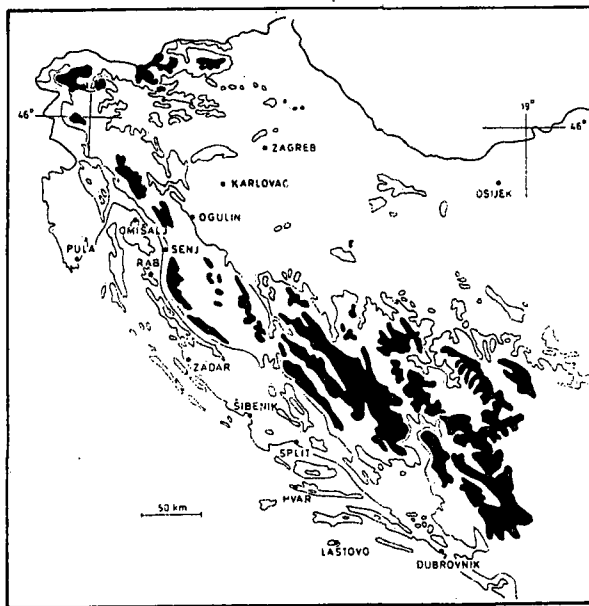 46°
19°
46°
ZAGREB
KARLOVAC
OSIJEK
OGULIN
OMIŠALJ
PULA
SENJ
RAB
ZADAR
ŠIBENIK
SPLIT
50 km
HVAR
LASTOVO
DUBROVNIK